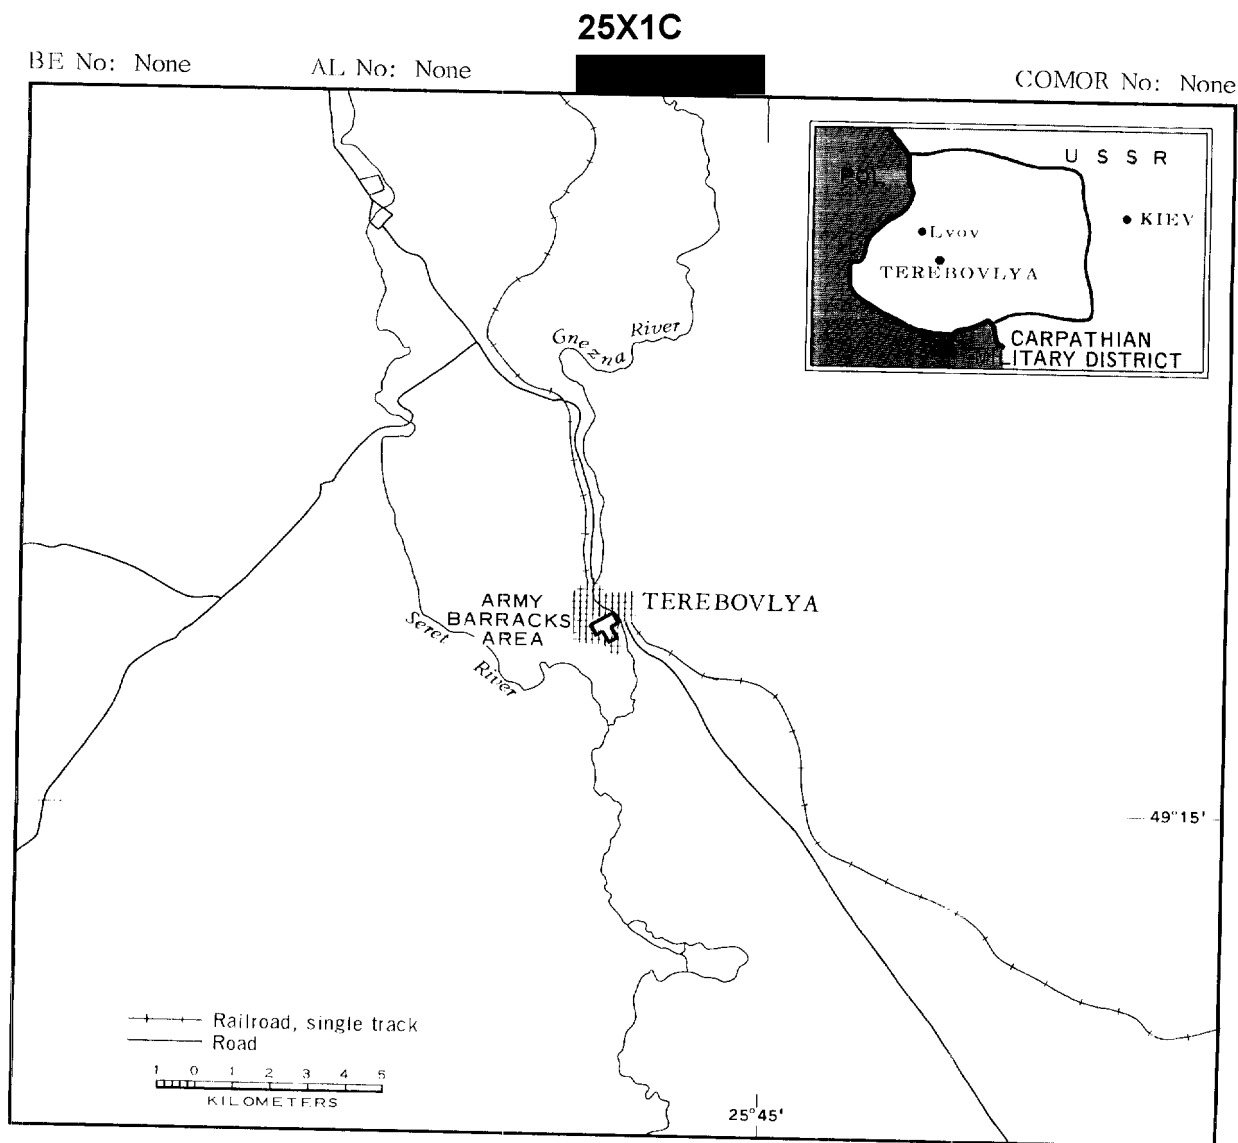 25X1C
BE No: None
AL No: None
COMOR No: None
U S S R
KIEV
Lvov
TEREBOVLYA
CARPATHIAN
MILITARY DISTRICT
Gnezna River
ARMY
BARRACKS
AREA
TEREBOVLYA
Seret
River
49°15'
Railroad, single track
Road
1 0 1 2 3 4 5
KILOMETERS
25°45'